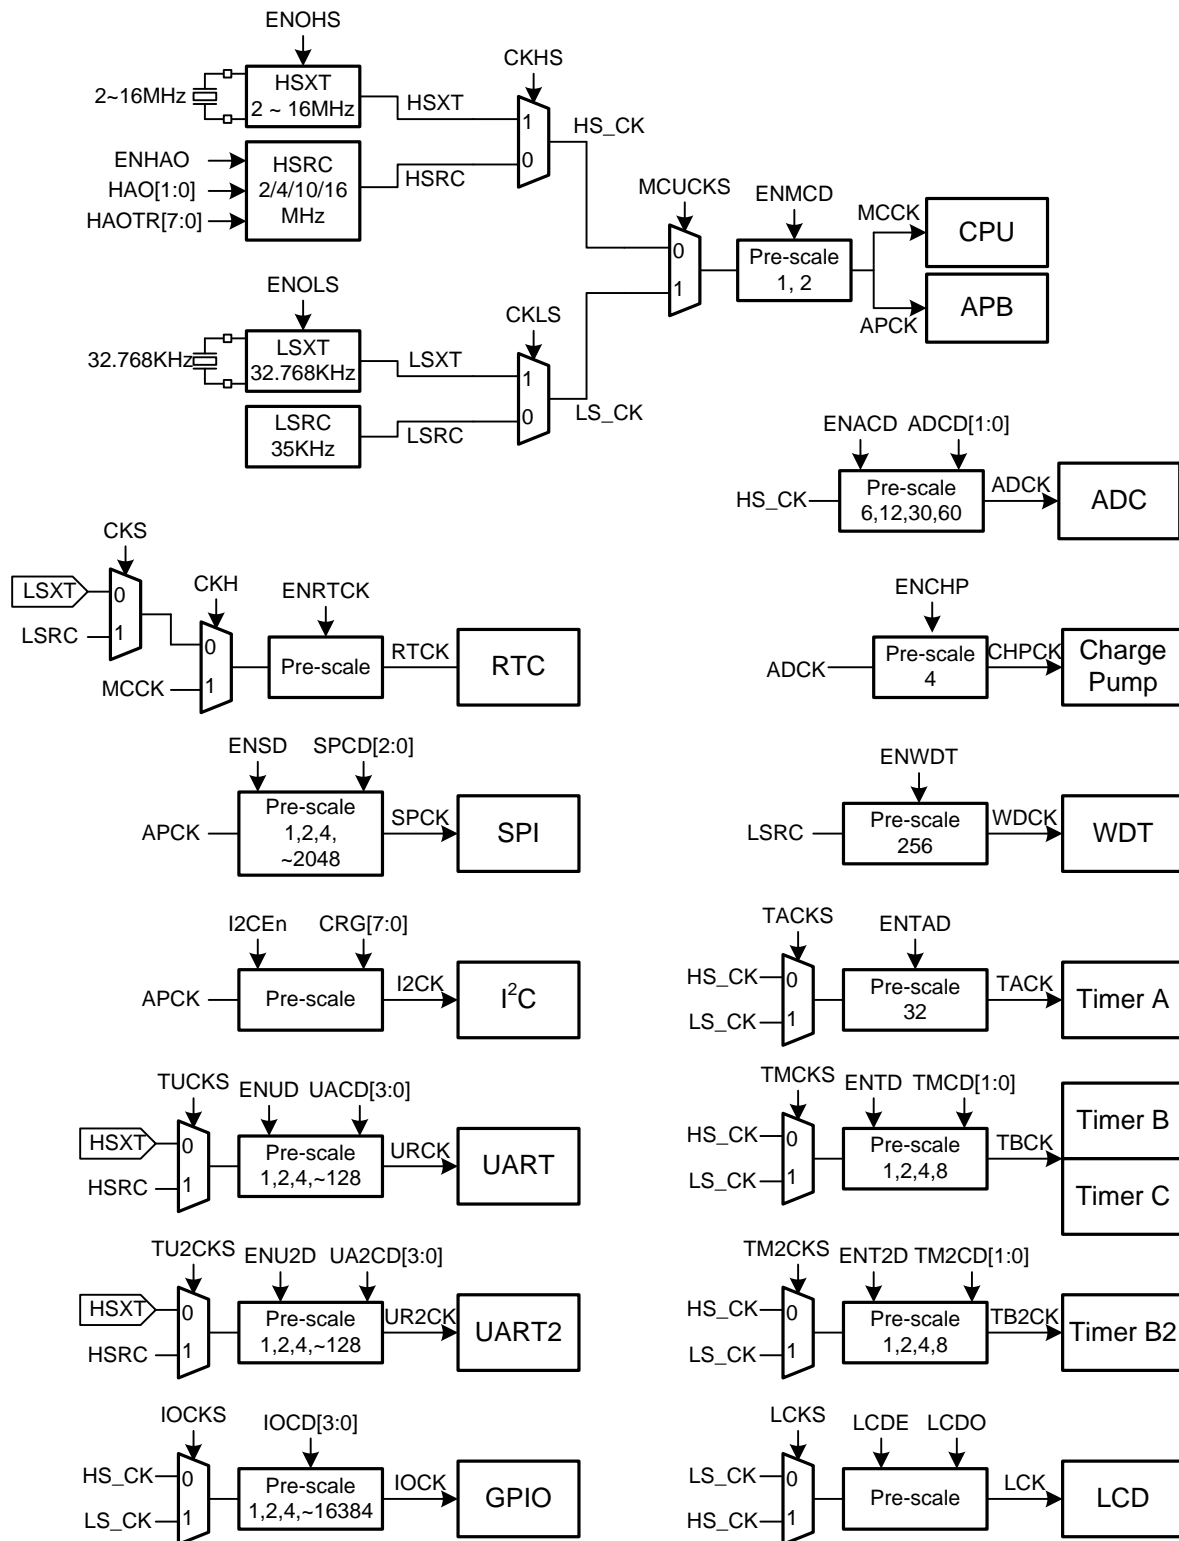 ENOHS
2~16MHz
HSXT
2 ~ 16MHz
HSXT
CKHS
1
0
HS_CK
ENHAO
HAO[1:0]
HAOTR[7:0]
HSRC
2/4/10/16
MHz
HSRC
MCUCKS
0
1
ENMCD
Pre-scale
1, 2
MCCK
CPU
APCK
APB
ENOLS
32.768KHz
LSXT
32.768KHz
LSXT
CKLS
1
0
LS_CK
LSRC
35KHz
LSRC
ENACD
ADCD[1:0]
HS_CK
Pre-scale
6,12,30,60
ADCK
ADC
CKS
LSXT
0
LSRC
1
CKH
0
MCCK
1
ENRTCK
Pre-scale
RTCK
RTC
ENCHP
ADCK
Pre-scale
4
CHPCK
Charge
Pump
ENSD
SPCD[2:0]
APCK
Pre-scale
1,2,4,
~2048
SPCK
SPI
ENWDT
LSRC
Pre-scale
256
WDCK
WDT
I2CEn
CRG[7:0]
APCK
Pre-scale
I2CK
I²C
TACKS
ENTAD
HS_CK
0
LS_CK
1
Pre-scale
32
TACK
Timer A
TUCKS
ENUD
UACD[3:0]
HSXT
0
HSRC
1
Pre-scale
1,2,4,~128
URCK
UART
TMCKS
ENTD
TMCD[1:0]
HS_CK
0
LS_CK
1
Pre-scale
1,2,4,8
TBCK
Timer B
Timer C
TU2CKS
ENU2D
UA2CD[3:0]
HSXT
0
HSRC
1
Pre-scale
1,2,4,~128
UR2CK
UART2
TM2CKS
ENT2D
TM2CD[1:0]
HS_CK
0
LS_CK
1
Pre-scale
1,2,4,8
TB2CK
Timer B2
IOCKS
IOCD[3:0]
HS_CK
0
LS_CK
1
Pre-scale
1,2,4,~16384
IOCK
GPIO
LCKS
LCDE
LCDO
LS_CK
0
HS_CK
1
Pre-scale
LCK
LCD